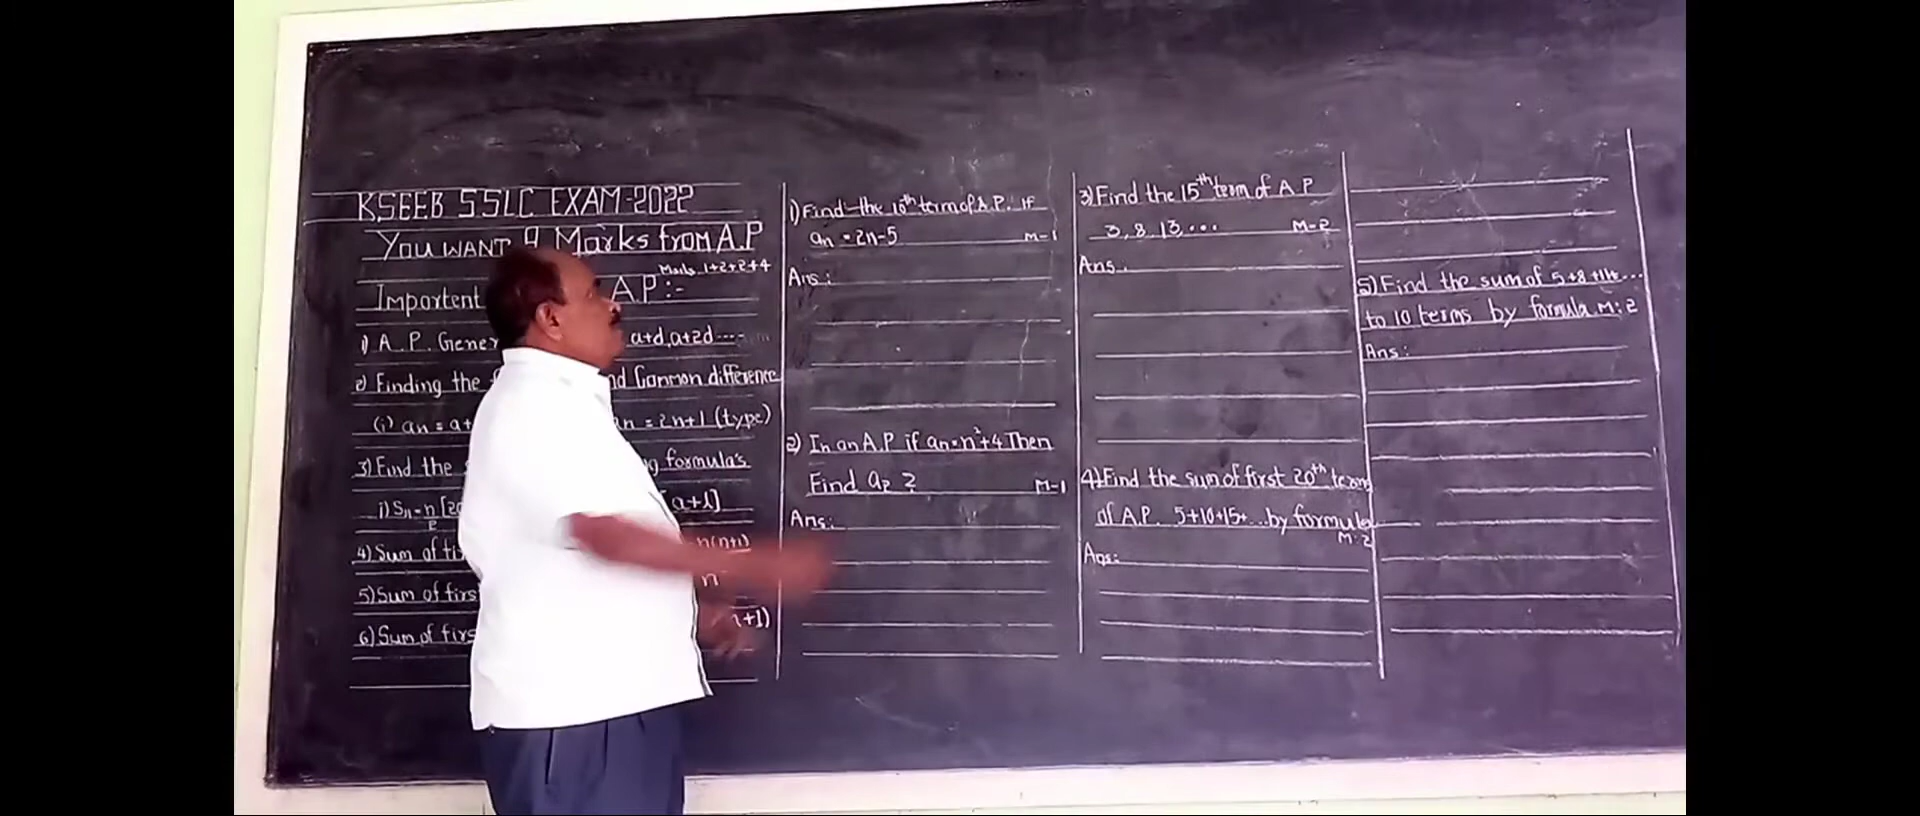 KSEEB SSLC EXAM-2022
YOU WANT 9 Marks from A.P
Marks 1+2+2+4
Importent A P :-
1) A. P. Gener a+d, a+2d ----
2) Finding the nd Common difference
(i) an = a+ an = 2n+1 (type)
3) Find the formula's
i) Sn = n/2 [2a [a+l]
4) Sum of fi n(n+1)
5) Sum of firs n
6) Sum of firs n+1)
1) Find the 10th term of A.P. if
an = 2n-5 M-1
Ans:
2) In an A.P if an = n²+4 Then
Find a2 ? M-1
Ans:
3) Find the 15th term of A P
3, 8, 13, ... M-2
Ans.
4) Find the sum of first 20th terms
of A.P. 5+10+15+... by formula
M: 2
Ans:
5) Find the sum of 5+8+11+...
to 10 terms by formula M: 2
Ans: